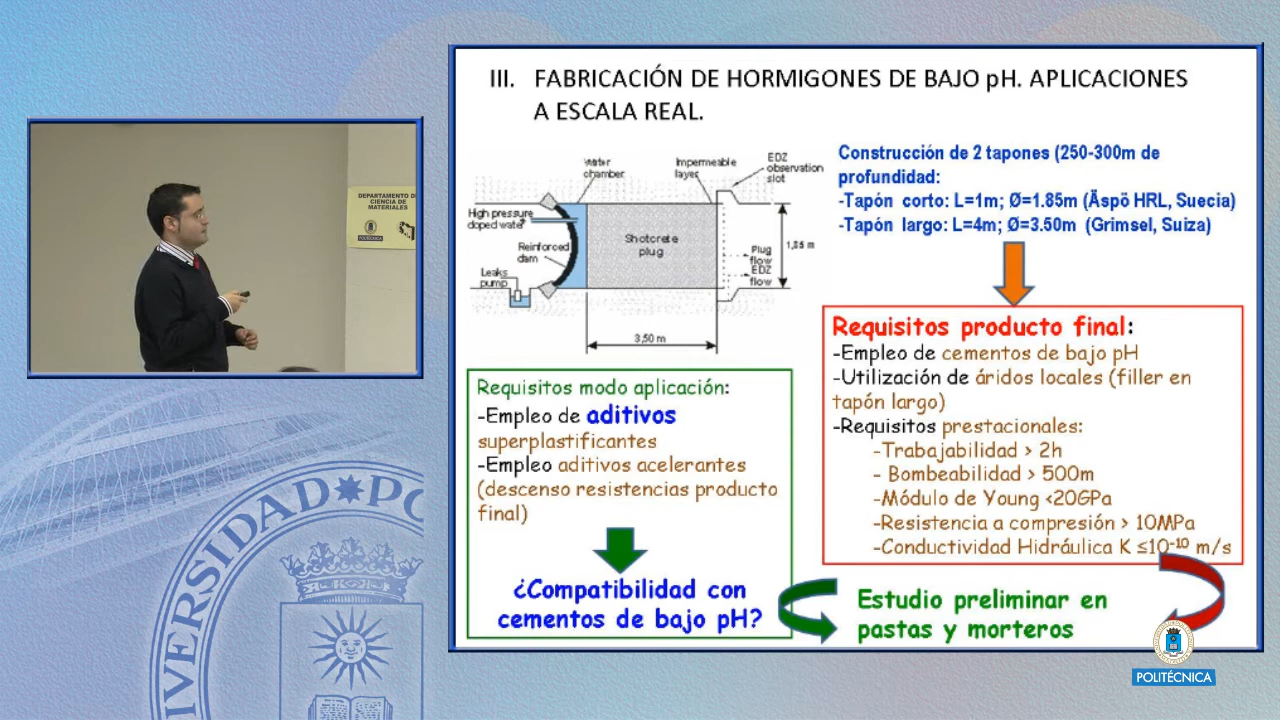 III. FABRICACIÓN DE HORMIGONES DE BAJO pH. APLICACIONES
A ESCALA REAL.
Water
chamber
Impermeable
layer
EDZ
observation
slot
High pressure
doped water
Reinforced
dam
Leaks
pump
Shotcrete
plug
Plug
flow
EDZ
flow
1,85 m
3,50 m
Construcción de 2 tapones (250-300m de
profundidad:
-Tapón corto: L=1m; Ø=1.85m (Äspö HRL, Suecia)
-Tapón largo: L=4m; Ø=3.50m (Grimsel, Suiza)
Requisitos producto final:
-Empleo de cementos de bajo pH
-Utilización de áridos locales (filler en
tapón largo)
-Requisitos prestacionales:
-Trabajabilidad > 2h
- Bombeabilidad > 500m
-Módulo de Young <20GPa
-Resistencia a compresión > 10MPa
-Conductividad Hidráulica K ≤10⁻¹⁰ m/s
Requisitos modo aplicación:
-Empleo de aditivos
superplastificantes
-Empleo aditivos acelerantes
(descenso resistencias producto
final)
¿Compatibilidad con
cementos de bajo pH?
Estudio preliminar en
pastas y morteros
DEPARTAMENTO D
CIENCIA DE
MATERIALES
POLITÉCNICA
IVERSIDAD PO